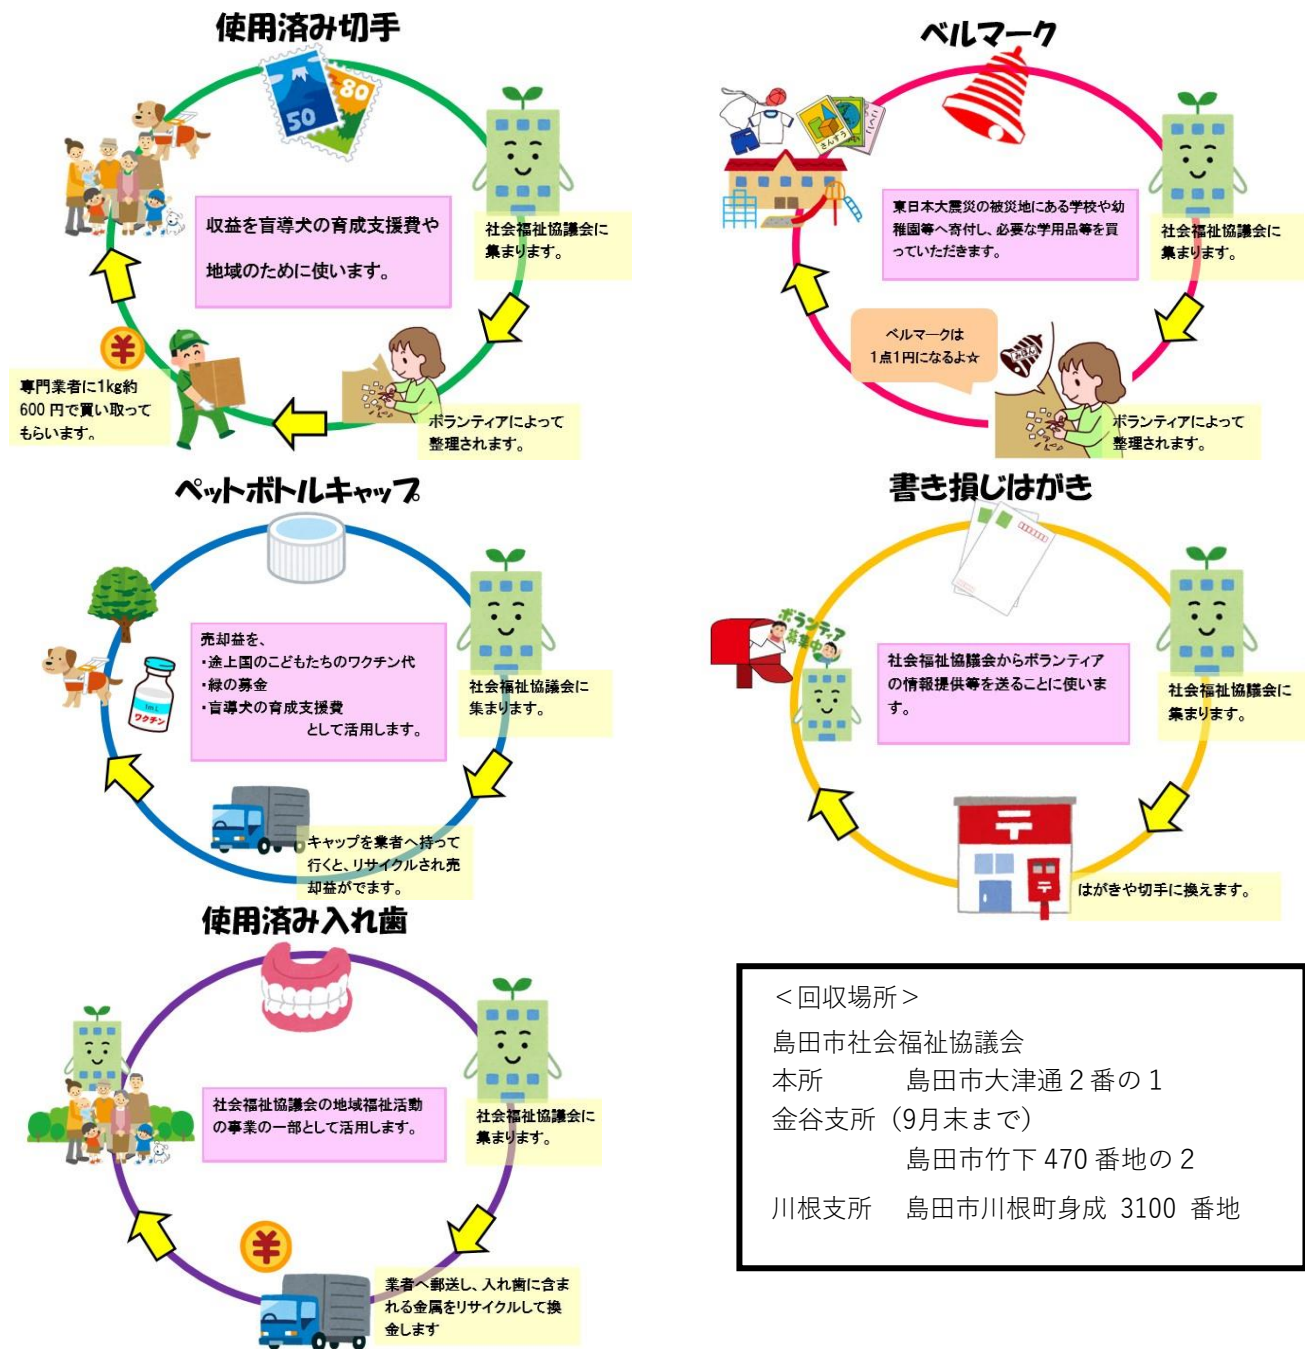 使用済み切手
50
80
社会福祉協議会に
集まります。
収益を盲導犬の育成支援費や
地域のために使います。
ボランティアによって
整理されます。
専門業者に1kg約
600円で買い取って
もらいます。
ベルマーク
さんすう
こくご
社会福祉協議会に
集まります。
東日本大震災の被災地にある学校や幼
稚園等へ寄付し、必要な学用品等を買
っていただきます。
ベルマークは
1点1円になるよ☆
みほん
ボランティアによって
整理されます。
ペットボトルキャップ
社会福祉協議会に
集まります。
売却益を、
・途上国のこどもたちのワクチン代
・緑の募金
・盲導犬の育成支援費
として活用します。
1mL
ワクチン
キャップを業者へ持って
行くと、リサイクルされ売
却益がでます。
書き損じはがき
ボランティア
募集中
社会福祉協議会に
集まります。
社会福祉協議会からボランティア
の情報提供等を送ることに使いま
す。
〒
〒
はがきや切手に換えます。
使用済み入れ歯
社会福祉協議会に
集まります。
社会福祉協議会の地域福祉活動
の事業の一部として活用します。
業者へ郵送し、入れ歯に含ま
れる金属をリサイクルして換
金します
＜回収場所＞
島田市社会福祉協議会
本所 島田市大津通2番の1
金谷支所（9月末まで）
島田市竹下470番地の2
川根支所 島田市川根町身成 3100 番地